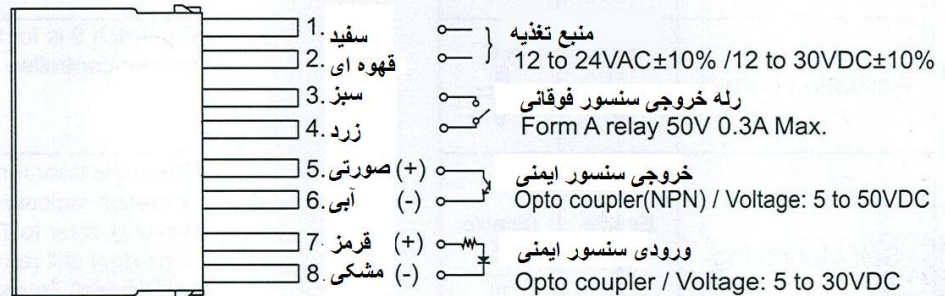 1. سفید
2. قهوه ای
3. سبز
4. زرد
5. صورتی (+)
6. آبی (-)
7. قرمز (+)
8. مشکی (-)
منبع تغذیه
12 to 24VAC±10% /12 to 30VDC±10%
رله خروجی سنسور فوقانی
Form A relay 50V 0.3A Max.
خروجی سنسور ایمنی
Opto coupler(NPN) / Voltage: 5 to 50VDC
ورودی سنسور ایمنی
Opto coupler / Voltage: 5 to 30VDC